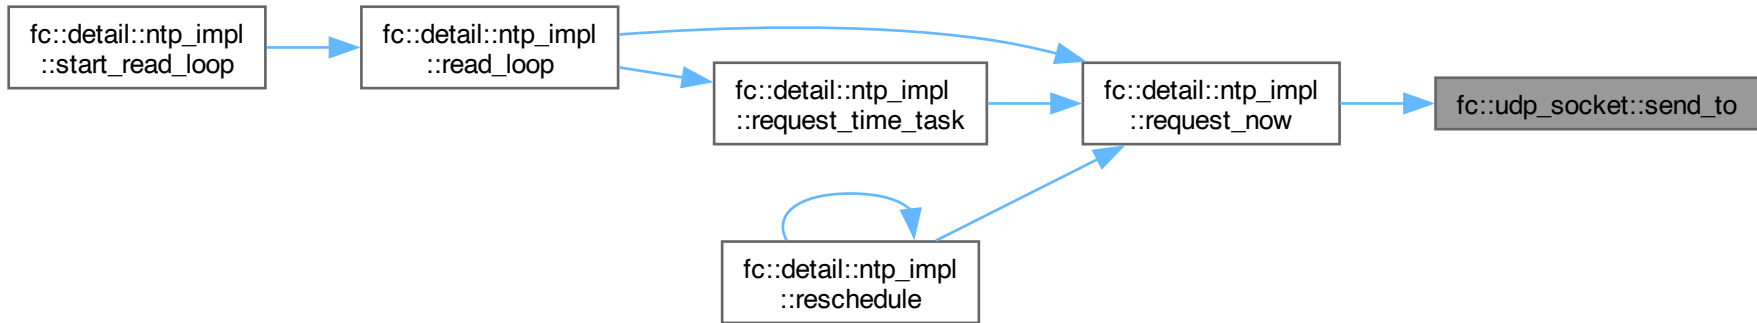 fc::detail::ntp_impl
::start_read_loop
fc::detail::ntp_impl
::read_loop
fc::detail::ntp_impl
::request_time_task
fc::detail::ntp_impl
::request_now
fc::udp_socket::send_to
fc::detail::ntp_impl
::reschedule